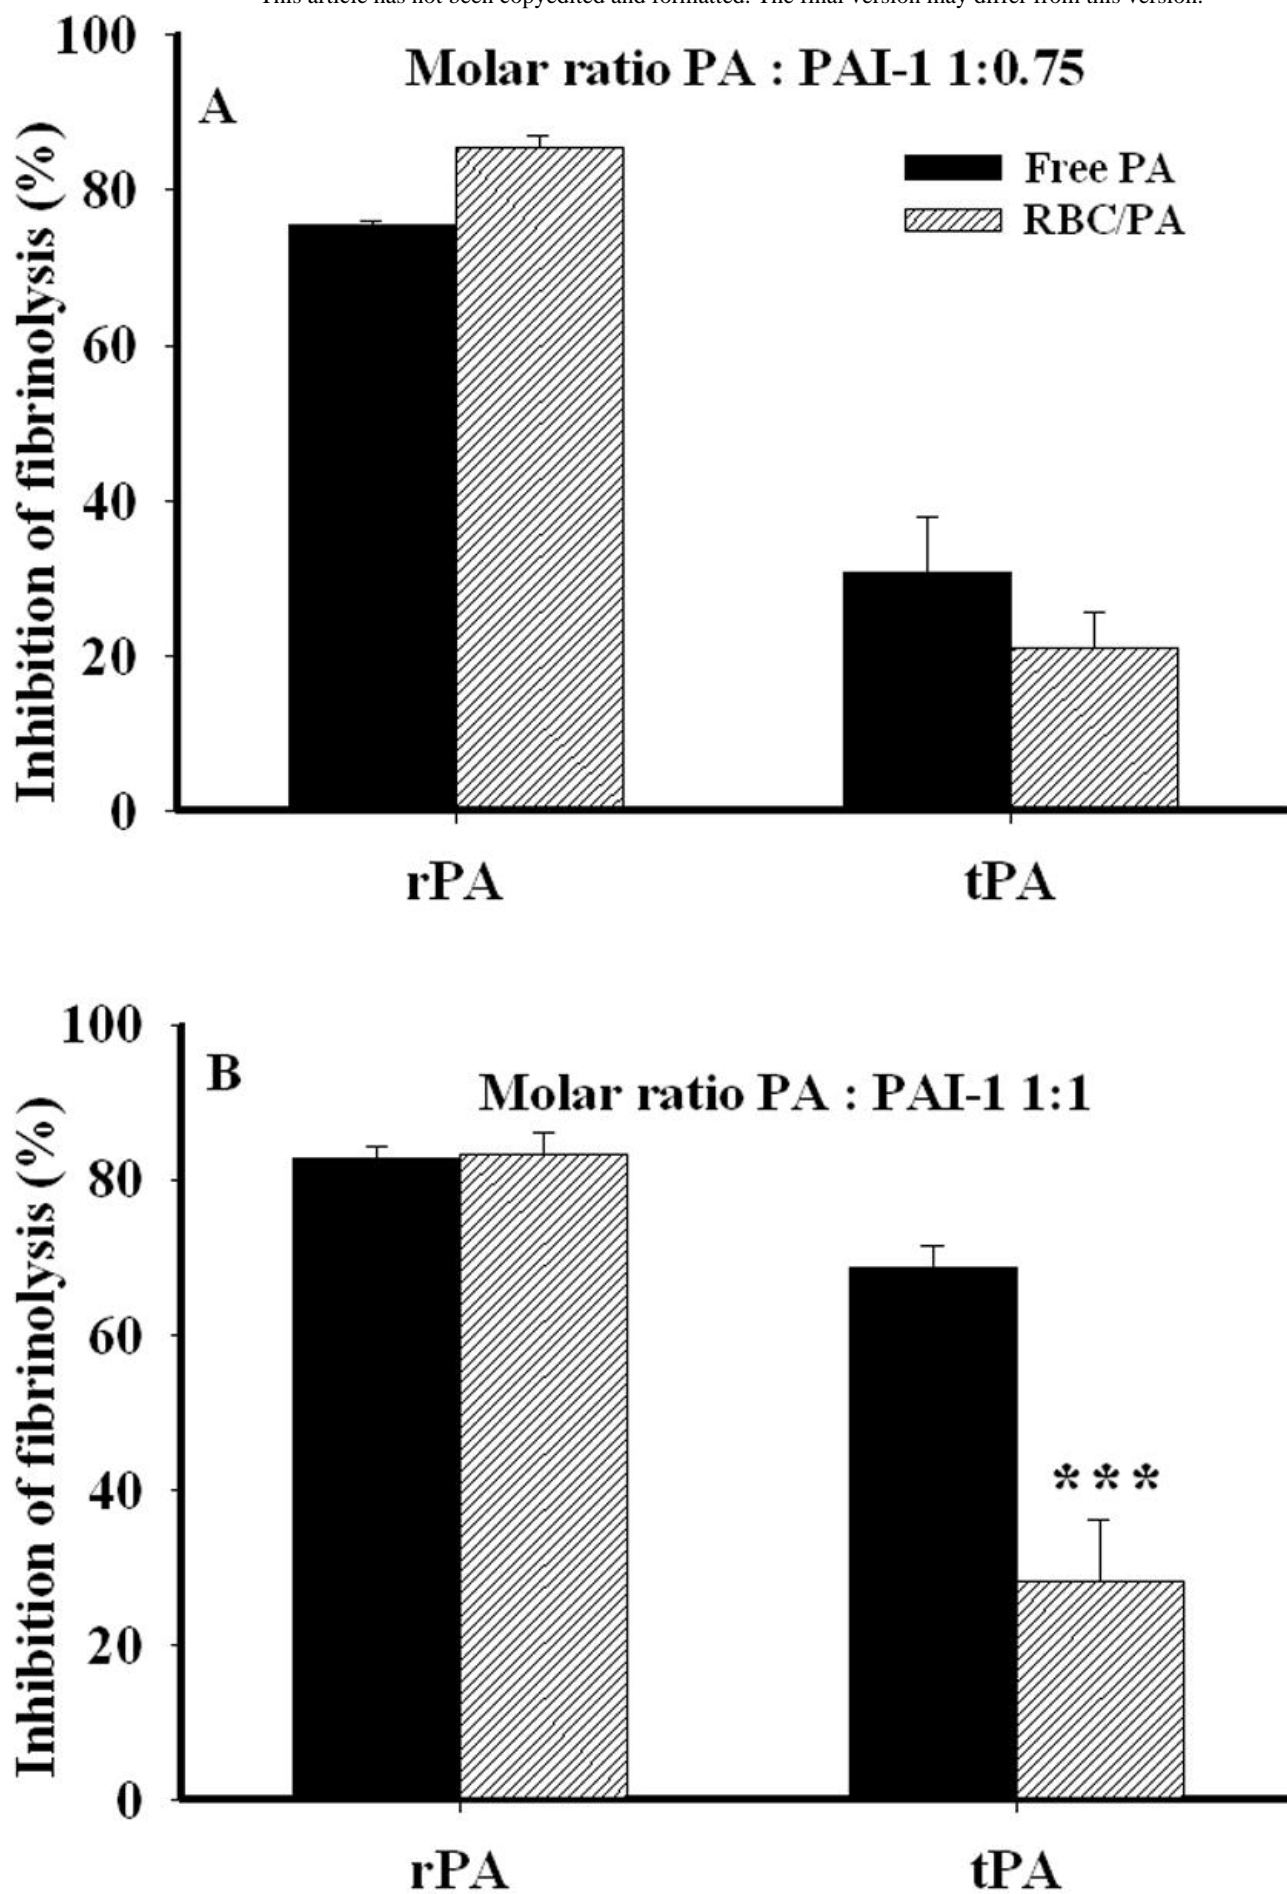 This article has not been copyedited and formatted. The final version may differ from this version.
100
Molar ratio PA : PAI-1 1:0.75
A
Free PA
80
RBC/PA
60
40
20
0
Inhibition of fibrinolysis (%)
rPA
tPA
100
B
Molar ratio PA : PAI-1 1:1
80
60
40
***
20
0
Inhibition of fibrinolysis (%)
rPA
tPA